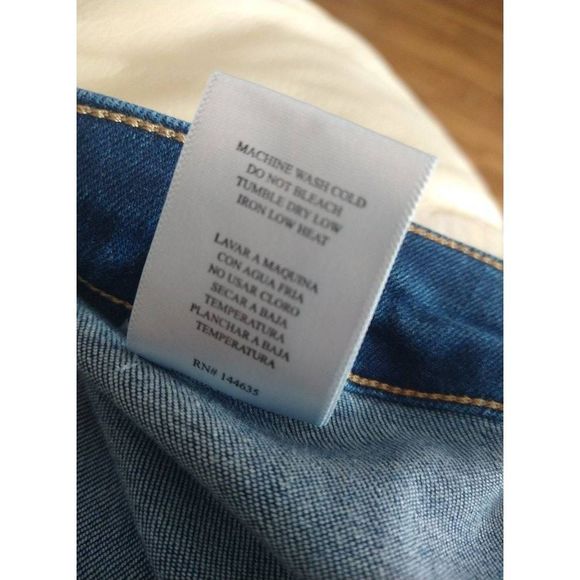 MACHINE WASH COLD
DO NOT BLEACH
TUMBLE DRY LOW
IRON LOW HEAT
LAVAR A MAQUINA
CON AGUA FRIA
NO USAR CLORO
SECAR A BAJA
TEMPERATURA
PLANCHAR A BAJA
TEMPERATURA
RN# 144635